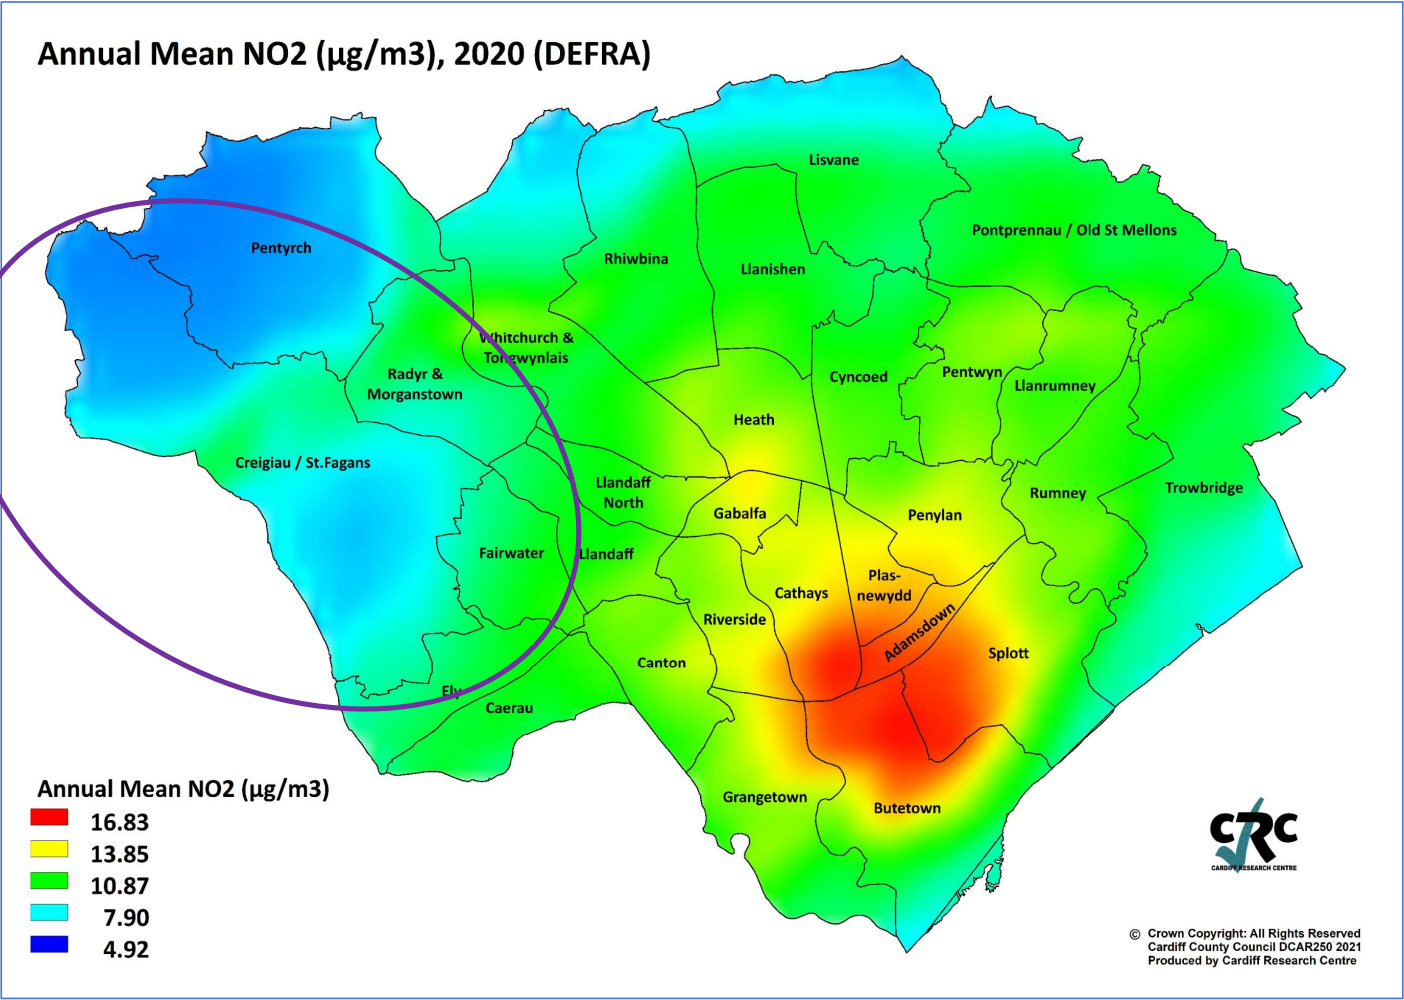 Annual Mean NO2 (µg/m3), 2020 (DEFRA)
Lisvane
Pontprennau / Old St Mellons
Pentyrch
Rhiwbina
Llanishen
Whitchurch &
Tongwynlais
Radyr &
Morganstown
Cyncoed
Pentwyn
Llanrumney
Heath
Creigiau / St.Fagans
Llandaff
North
Rumney
Trowbridge
Gabalfa
Penylan
Fairwater
Llandaff
Plas-
newydd
Cathays
Riverside
Adamsdown
Splott
Canton
Ely
Caerau
Grangetown
Butetown
Annual Mean NO2 (µg/m3)
16.83
13.85
10.87
7.90
4.92
CRC
CARDIFF RESEARCH CENTRE
© Crown Copyright: All Rights Reserved
Cardiff County Council DCAR250 2021
Produced by Cardiff Research Centre